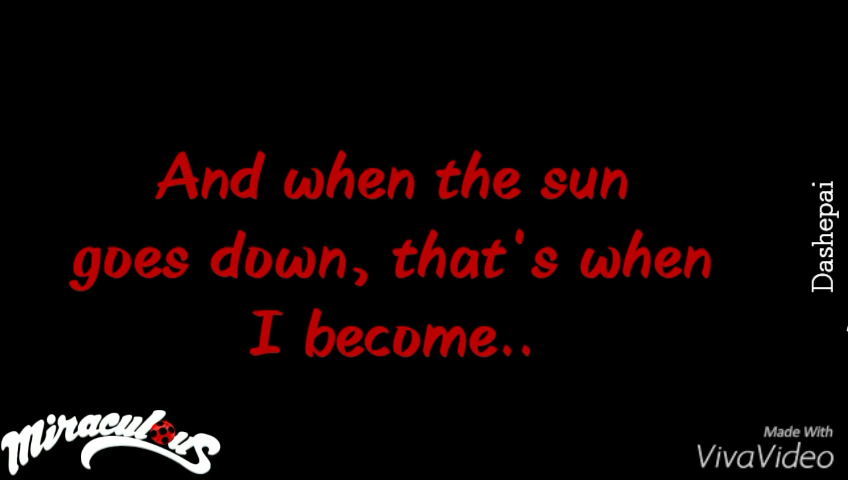 And when the sun
goes down, that's when
I become..
Dashepai
Miraculous
Made With
VivaVideo